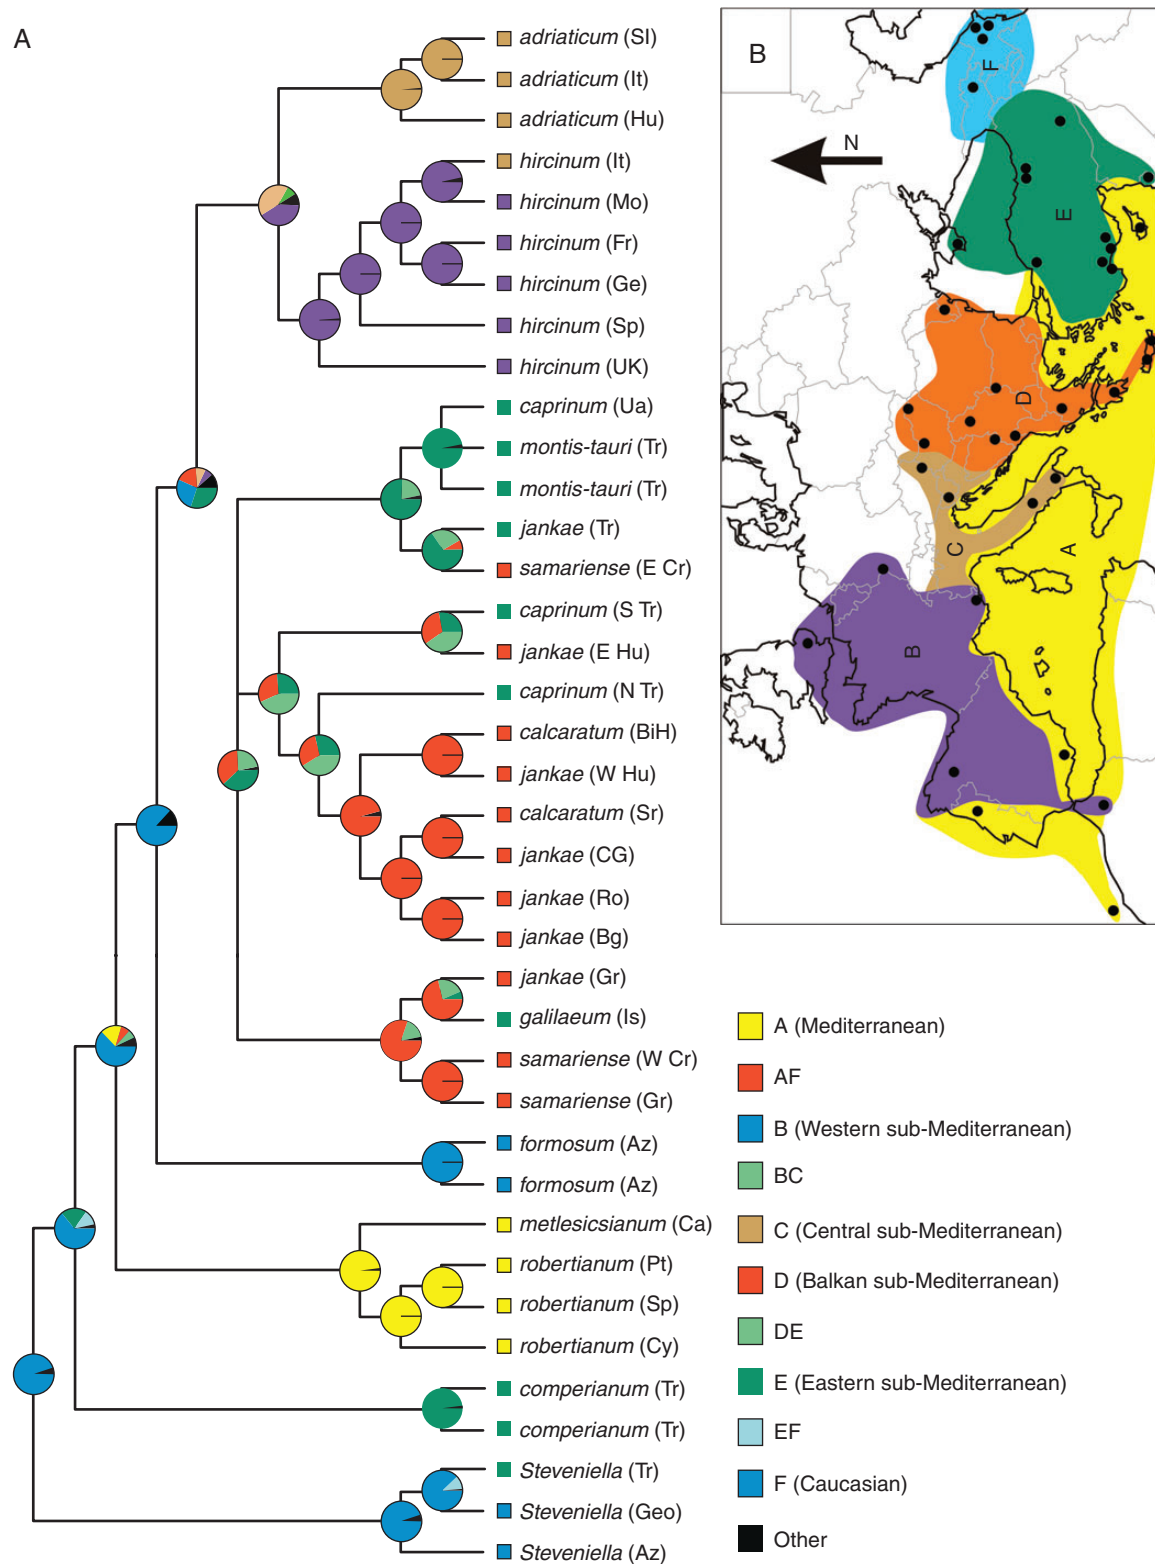 A
adriaticum (SI)
adriaticum (It)
adriaticum (Hu)
hircinum (It)
hircinum (Mo)
hircinum (Fr)
hircinum (Ge)
hircinum (Sp)
hircinum (UK)
caprinum (Ua)
montis-tauri (Tr)
montis-tauri (Tr)
jankae (Tr)
samariense (E Cr)
caprinum (S Tr)
jankae (E Hu)
caprinum (N Tr)
calcaratum (BiH)
jankae (W Hu)
calcaratum (Sr)
jankae (CG)
jankae (Ro)
jankae (Bg)
jankae (Gr)
galilaeum (Is)
samariense (W Cr)
samariense (Gr)
formosum (Az)
formosum (Az)
metlesicsianum (Ca)
robertianum (Pt)
robertianum (Sp)
robertianum (Cy)
comperianum (Tr)
comperianum (Tr)
Steveniella (Tr)
Steveniella (Geo)
Steveniella (Az)
B
F
N
E
D
C
A
B
A (Mediterranean)
AF
B (Western sub-Mediterranean)
BC
C (Central sub-Mediterranean)
D (Balkan sub-Mediterranean)
DE
E (Eastern sub-Mediterranean)
EF
F (Caucasian)
Other